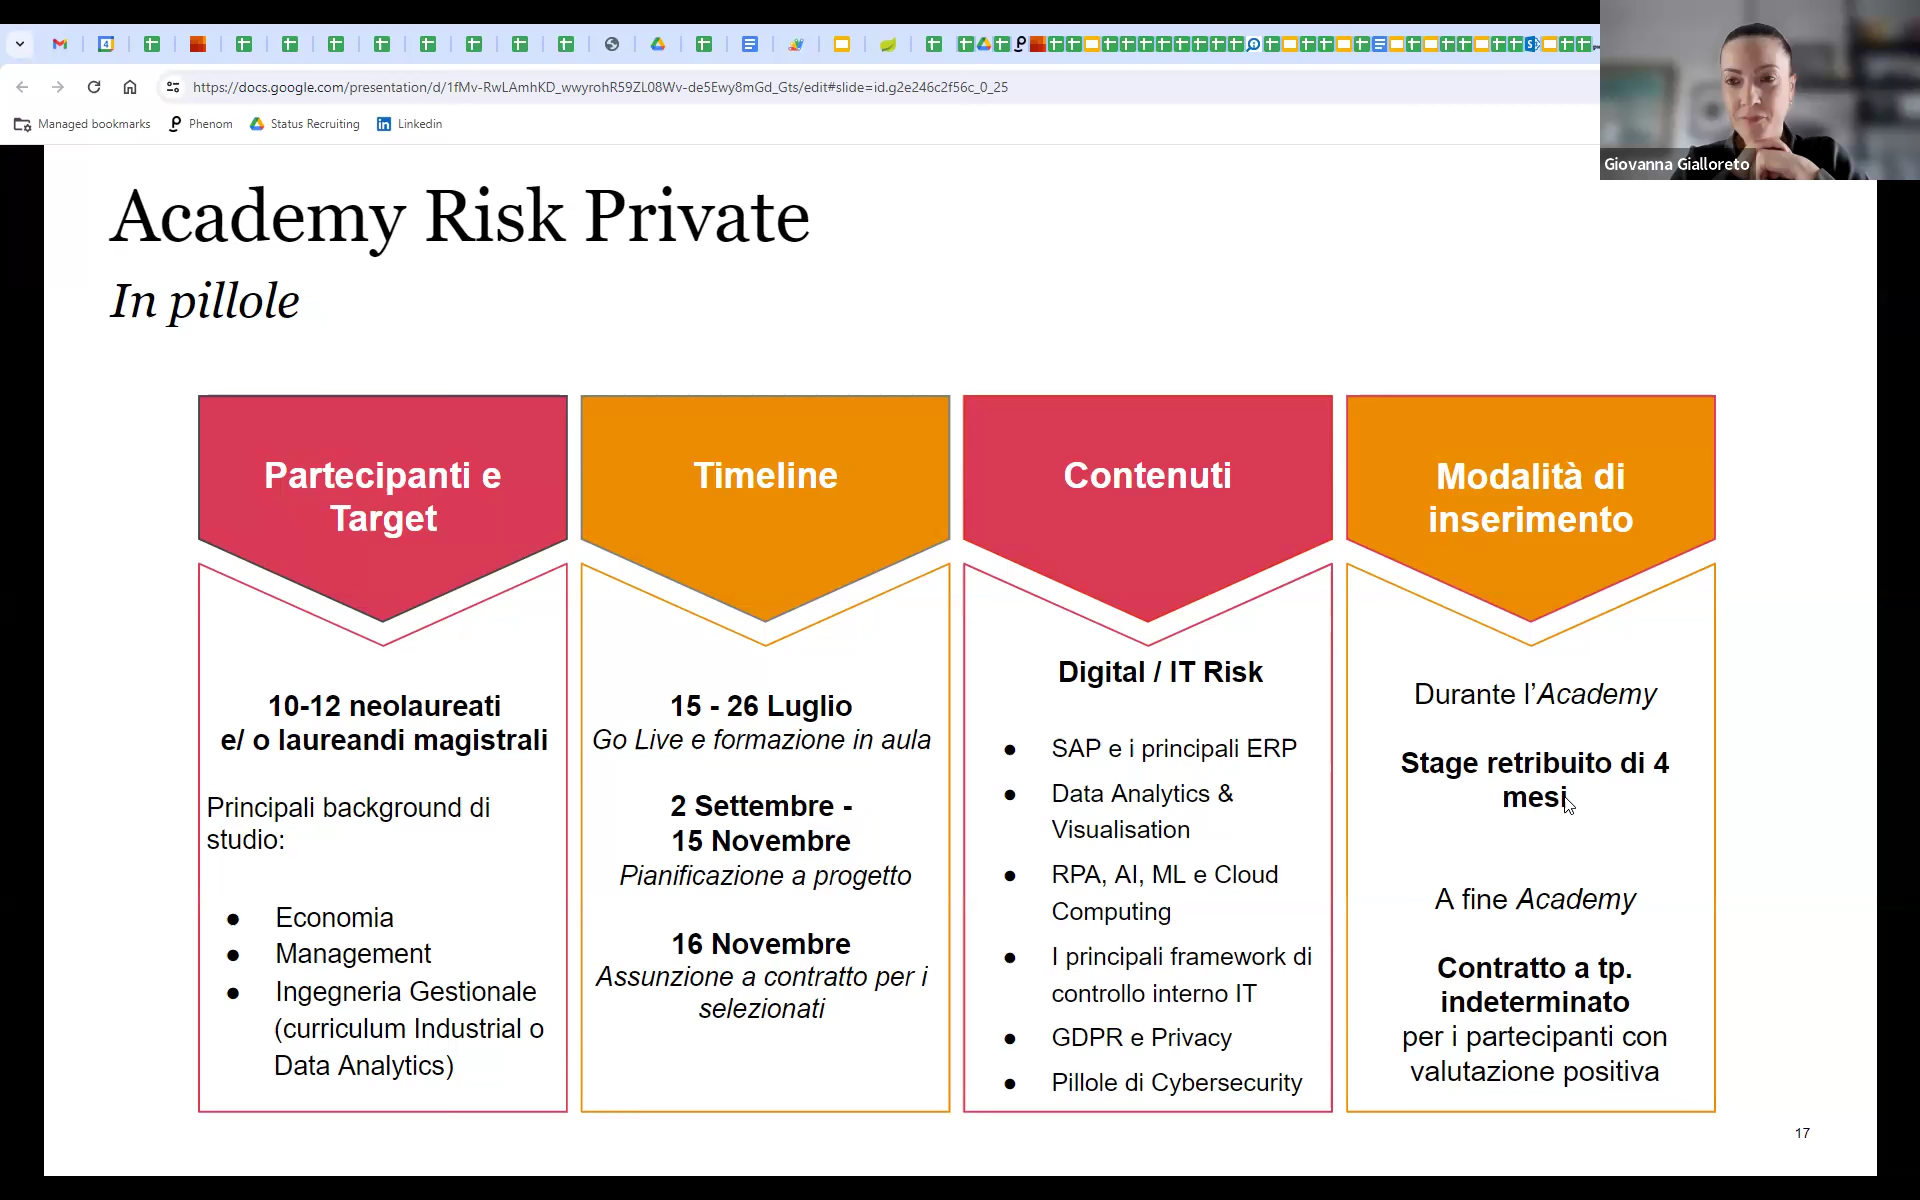 https://docs.google.com/presentation/d/1fMv-RwLAmhKD_wwyrohR59ZL08Wv-de5Ewy8mGd_Gts/edit#slide=id.g2e246c2f56c_0_25
Managed bookmarks Phenom Status Recruiting Linkedin
Giovanna Gialloreto
Academy Risk Private
In pillole
Partecipanti e
Target
10-12 neolaureati
e/ o laureandi magistrali
Principali background di
studio:
● Economia
● Management
● Ingegneria Gestionale
(curriculum Industrial o
Data Analytics)
Timeline
15 - 26 Luglio
Go Live e formazione in aula
2 Settembre -
15 Novembre
Pianificazione a progetto
16 Novembre
Assunzione a contratto per i
selezionati
Contenuti
Digital / IT Risk
● SAP e i principali ERP
● Data Analytics &
Visualisation
● RPA, AI, ML e Cloud
Computing
● I principali framework di
controllo interno IT
● GDPR e Privacy
● Pillole di Cybersecurity
Modalità di
inserimento
Durante l’Academy
Stage retribuito di 4
mesi
A fine Academy
Contratto a tp.
indeterminato
per i partecipanti con
valutazione positiva
17